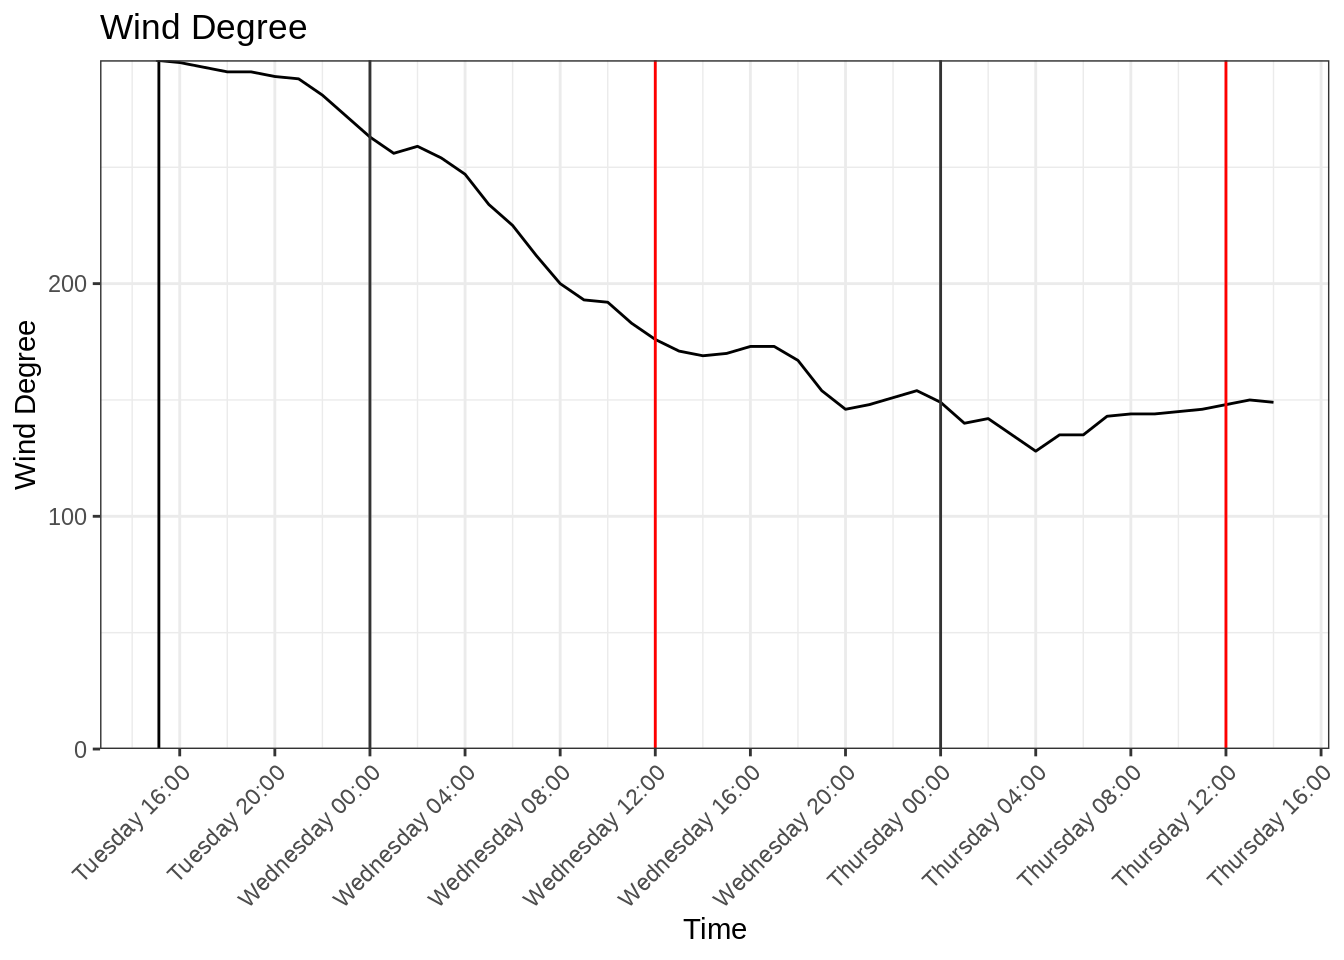 Wind Degree
Wind Degree
200
100
0
Tuesday 16:00
Tuesday 20:00
Wednesday 00:00
Wednesday 04:00
Wednesday 08:00
Wednesday 12:00
Wednesday 16:00
Wednesday 20:00
Thursday 00:00
Thursday 04:00
Thursday 08:00
Thursday 12:00
Thursday 16:00
Time